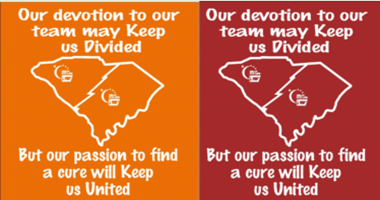 Our devotion to our
team may Keep
us Divided
But our passion to find
a cure will Keep
us United
Our devotion to our
team may Keep
us Divided
But our passion to find
a cure will Keep
us United